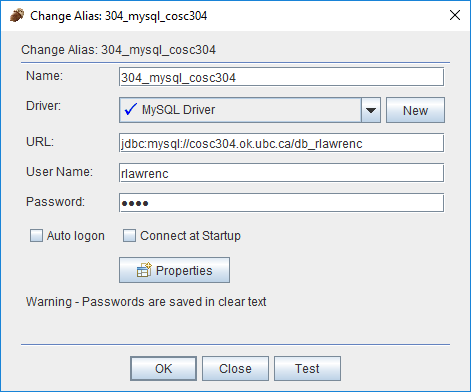 Change Alias: 304_mysql_cosc304
Change Alias: 304_mysql_cosc304
Name: 304_mysql_cosc304
Driver: MySQL Driver New
URL: jdbc:mysql://cosc304.ok.ubc.ca/db_rlawrenc
User Name: rlawrenc
Password: ••••
Auto logon Connect at Startup
Properties
Warning - Passwords are saved in clear text
OK Close Test